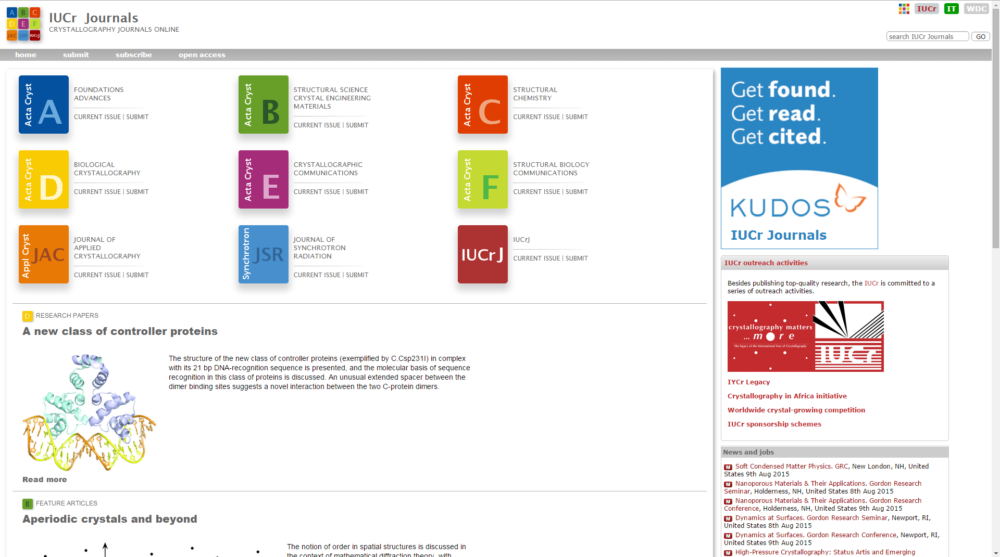 A B C
D E F
JAC JSR IUCrJ
IUCr Journals
CRYSTALLOGRAPHY JOURNALS ONLINE
IUCr IT WDC
search IUCr Journals GO
home submit subscribe open access
Acta Cryst A
FOUNDATIONS
ADVANCES
CURRENT ISSUE | SUBMIT
Acta Cryst B
STRUCTURAL SCIENCE
CRYSTAL ENGINEERING
MATERIALS
CURRENT ISSUE | SUBMIT
Acta Cryst C
STRUCTURAL
CHEMISTRY
CURRENT ISSUE | SUBMIT
Acta Cryst D
BIOLOGICAL
CRYSTALLOGRAPHY
CURRENT ISSUE | SUBMIT
Acta Cryst E
CRYSTALLOGRAPHIC
COMMUNICATIONS
CURRENT ISSUE | SUBMIT
Acta Cryst F
STRUCTURAL BIOLOGY
COMMUNICATIONS
CURRENT ISSUE | SUBMIT
Appl Cryst JAC
JOURNAL OF
APPLIED
CRYSTALLOGRAPHY
CURRENT ISSUE | SUBMIT
Synchrotron JSR
JOURNAL OF
SYNCHROTRON
RADIATION
CURRENT ISSUE | SUBMIT
IUCrJ
IUCrJ
CURRENT ISSUE | SUBMIT
D RESEARCH PAPERS
A new class of controller proteins
The structure of the new class of controller proteins (exemplified by C.Csp231I) in complex
with its 21 bp DNA-recognition sequence is presented, and the molecular basis of sequence
recognition in this class of proteins is discussed. An unusual extended spacer between the
dimer binding sites suggests a novel interaction between the two C-protein dimers.
Read more
B FEATURE ARTICLES
Aperiodic crystals and beyond
The notion of order in spatial structures is discussed in
the context of mathematical diffraction theory, with
Get found.
Get read.
Get cited.
KUDOS
IUCr Journals
IUCr outreach activities
Besides publishing top-quality research, the IUCr is committed to a
series of outreach activities.
crystallography matters
... more
The legacy of the International Year of Crystallography
IUCr
IYCr Legacy
Crystallography in Africa initiative
Worldwide crystal-growing competition
IUCr sponsorship schemes
News and jobs
M Soft Condensed Matter Physics. GRC, New London, NH, United
States 9th Aug 2015
M Nanoporous Materials & Their Applications. Gordon Research
Seminar, Holderness, NH, United States 8th Aug 2015
M Nanoporous Materials & Their Applications. Gordon Research
Conference, Holderness, NH, United States 9th Aug 2015
M Dynamics at Surfaces. Gordon Research Seminar, Newport, RI,
United States 8th Aug 2015
M Dynamics at Surfaces. Gordon Research Conference, Newport, RI,
United States 9th Aug 2015
M High-Pressure Crystallography: Status Artis and Emerging